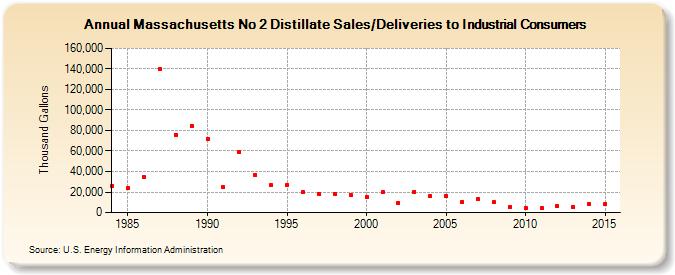 Annual Massachusetts No 2 Distillate Sales/Deliveries to Industrial Consumers
Thousand Gallons
160,000
140,000
120,000
100,000
80,000
60,000
40,000
20,000
0
1985 1990 1995 2000 2005 2010 2015
Source: U.S. Energy Information Administration